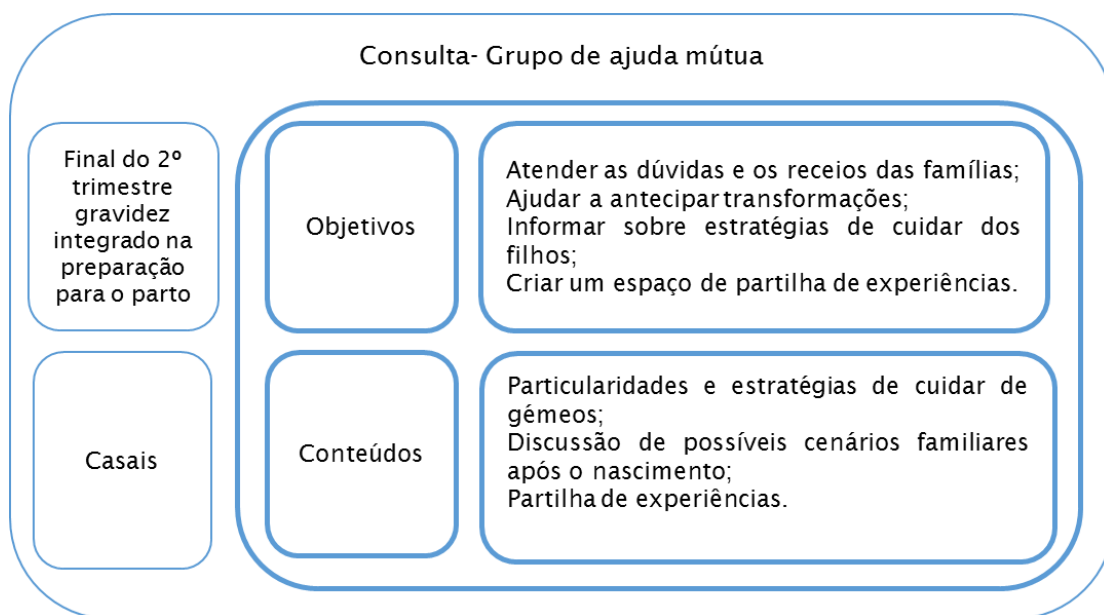 Consulta- Grupo de ajuda mútua
Final do 2º
trimestre
gravidez
integrado na
preparação
para o parto
Objetivos
Atender as dúvidas e os receios das famílias;
Ajudar a antecipar transformações;
Informar sobre estratégias de cuidar dos
filhos;
Criar um espaço de partilha de experiências.
Casais
Conteúdos
Particularidades e estratégias de cuidar de
gémeos;
Discussão de possíveis cenários familiares
após o nascimento;
Partilha de experiências.